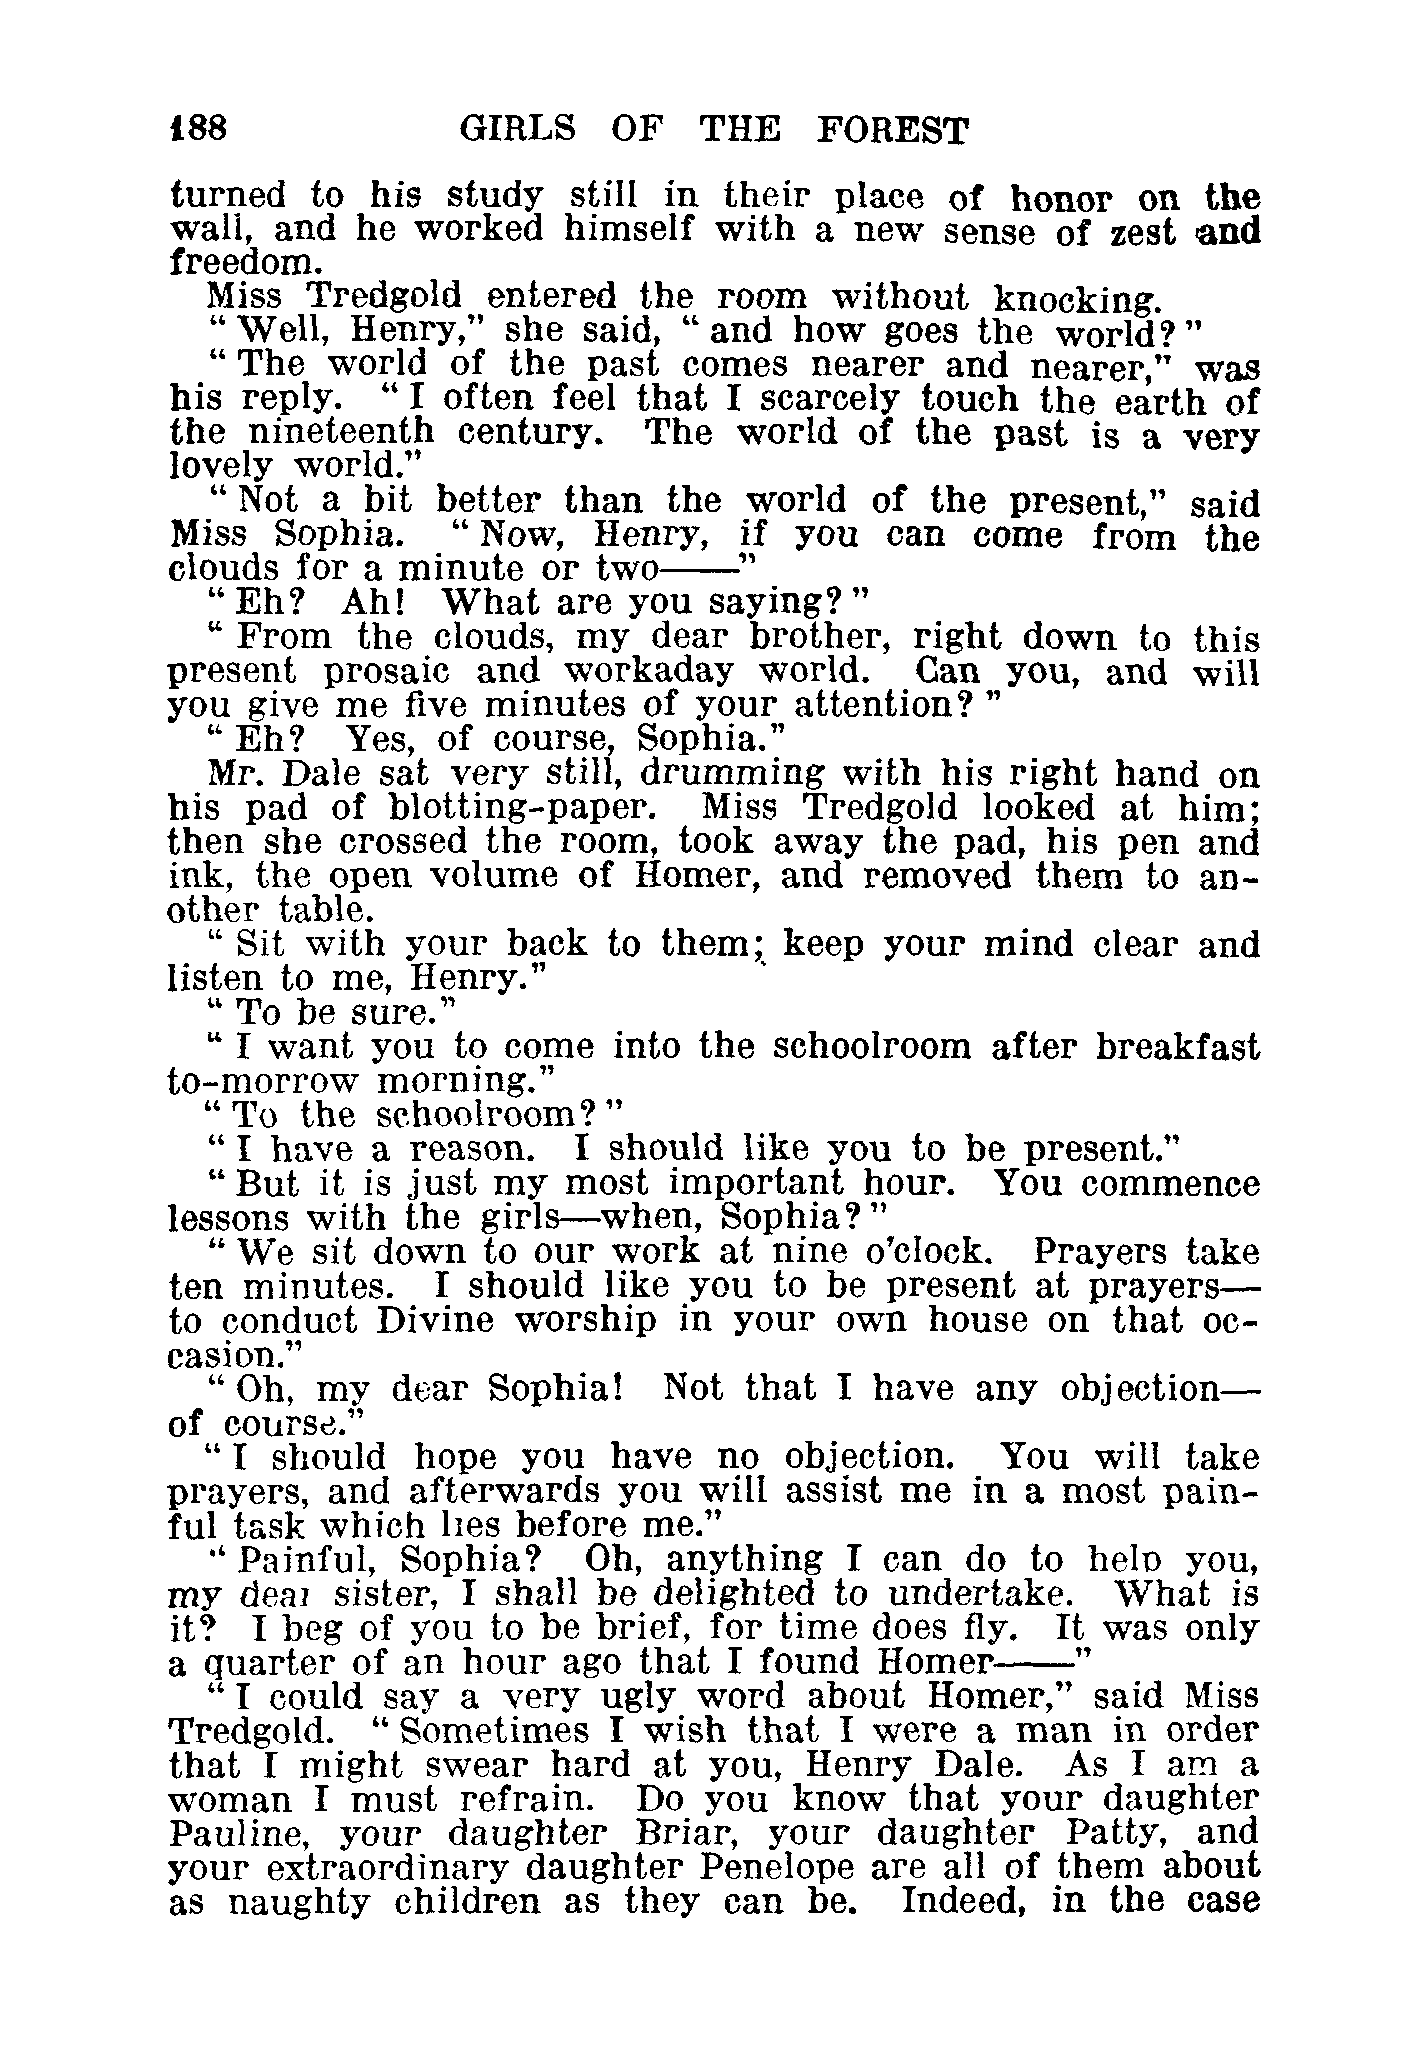 188 GIRLS OF THE FOREST
turned to his study still in their place of honor on the
wall, and he worked himself with a new sense of zest and
freedom.
Miss Tredgold entered the room without knocking.
“Well, Henry,” she said, “and how goes the world?”
“The world of the past comes nearer and nearer,” was
his reply. “I often feel that I scarcely touch the earth of
the nineteenth century. The world of the past is a very
lovely world.”
“Not a bit better than the world of the present,” said
Miss Sophia. “Now, Henry, if you can come from the
clouds for a minute or two——”
“Eh? Ah! What are you saying?”
“From the clouds, my dear brother, right down to this
present prosaic and workaday world. Can you, and will
you give me five minutes of your attention?”
“Eh? Yes, of course, Sophia.”
Mr. Dale sat very still, drumming with his right hand on
his pad of blotting-paper. Miss Tredgold looked at him;
then she crossed the room, took away the pad, his pen and
ink, the open volume of Homer, and removed them to an-
other table.
“Sit with your back to them; keep your mind clear and
listen to me, Henry.”
“To be sure.”
“I want you to come into the schoolroom after breakfast
to-morrow morning.”
“To the schoolroom?”
“I have a reason. I should like you to be present.”
“But it is just my most important hour. You commence
lessons with the girls—when, Sophia?”
“We sit down to our work at nine o’clock. Prayers take
ten minutes. I should like you to be present at prayers—
to conduct Divine worship in your own house on that oc-
casion.”
“Oh, my dear Sophia! Not that I have any objection—
of course.”
“I should hope you have no objection. You will take
prayers, and afterwards you will assist me in a most pain-
ful task which lies before me.”
“Painful, Sophia? Oh, anything I can do to help you,
my dear sister, I shall be delighted to undertake. What is
it? I beg of you to be brief, for time does fly. It was only
a quarter of an hour ago that I found Homer——”
“I could say a very ugly word about Homer,” said Miss
Tredgold. “Sometimes I wish that I were a man in order
that I might swear hard at you, Henry Dale. As I am a
woman I must refrain. Do you know that your daughter
Pauline, your daughter Briar, your daughter Patty, and
your extraordinary daughter Penelope are all of them about
as naughty children as they can be. Indeed, in the case